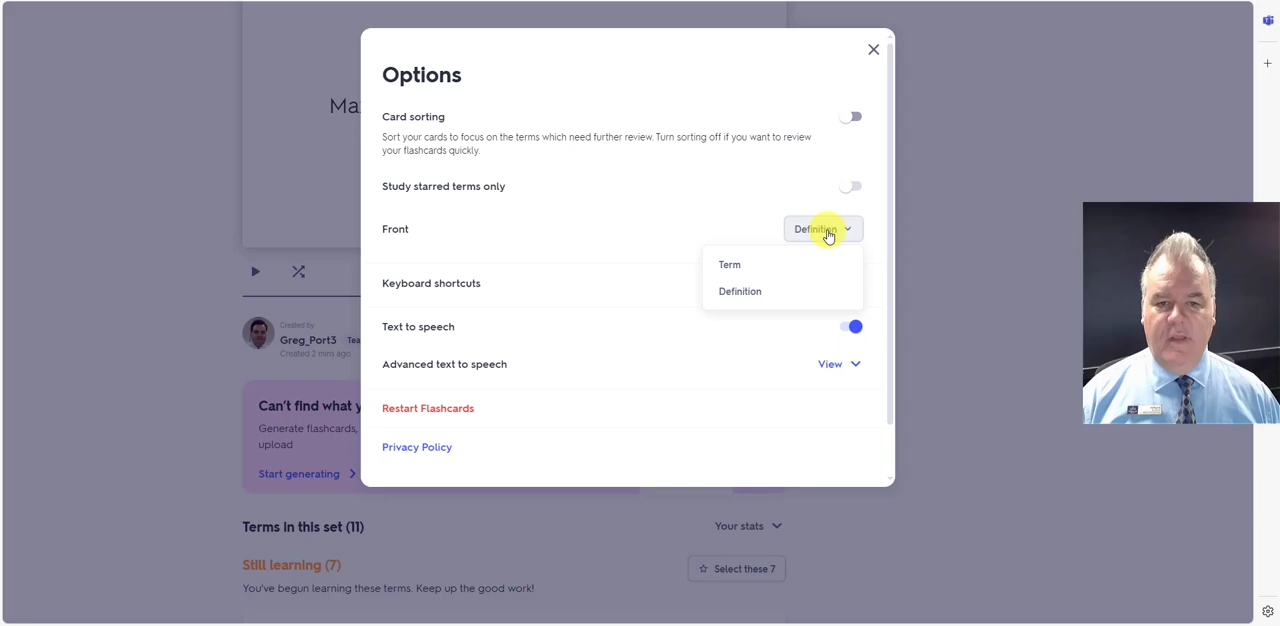 Options
Card sorting
Sort your cards to focus on the terms which need further review. Turn sorting off if you want to review
your flashcards quickly.
Study starred terms only
Front
Definition
Term
Definition
Keyboard shortcuts
Text to speech
Advanced text to speech
View
Restart Flashcards
Privacy Policy
Ma
Created by
Greg_Port3
Tea
Created 2 mins ago
Can't find what y
Generate flashcards,
upload
Start generating
Terms in this set (11)
Your stats
Still learning (7)
Select these 7
You've begun learning these terms. Keep up the good work!